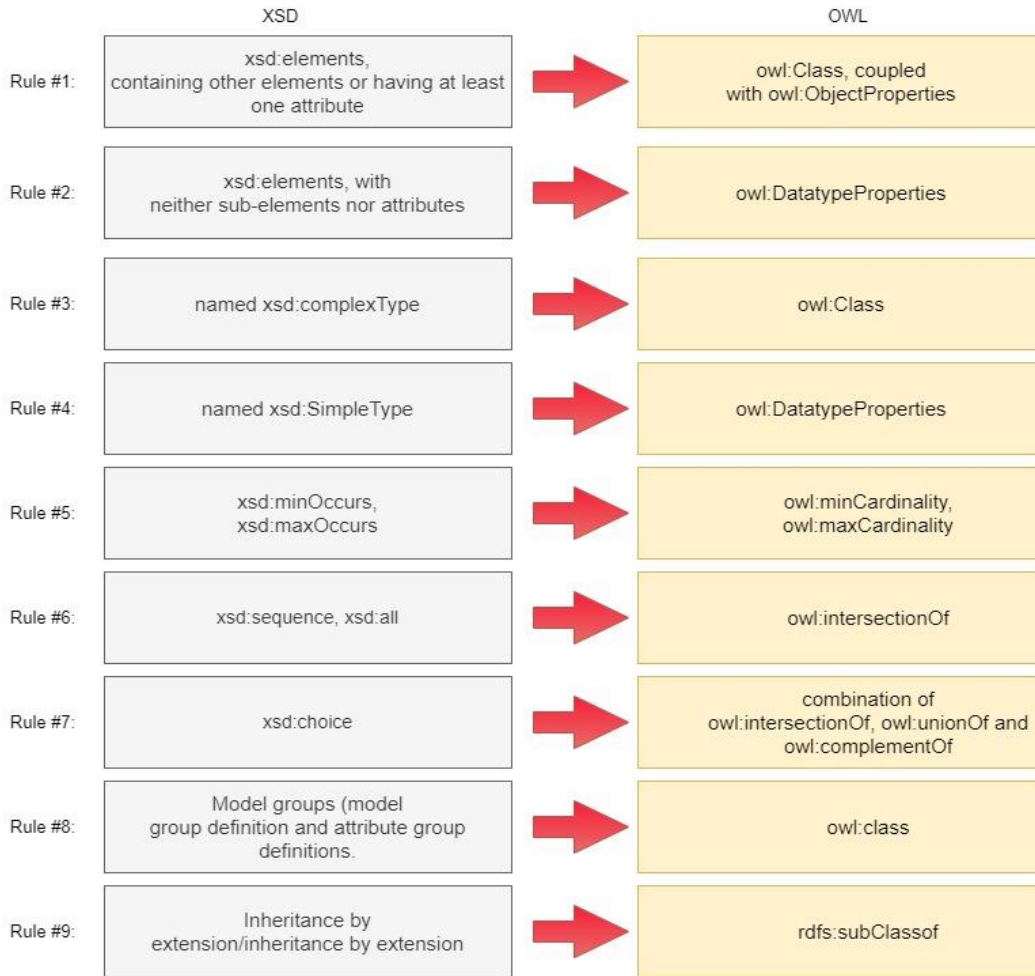 XSD OWL
Rule #1:
xsd:elements,
containing other elements or having at least
one attribute
owl:Class, coupled
with owl:ObjectProperties
Rule #2:
xsd:elements, with
neither sub-elements nor attributes
owl:DatatypeProperties
Rule #3:
named xsd:complexType
owl:Class
Rule #4:
named xsd:SimpleType
owl:DatatypeProperties
Rule #5:
xsd:minOccurs,
xsd:maxOccurs
owl:minCardinality,
owl:maxCardinality
Rule #6:
xsd:sequence, xsd:all
owl:intersectionOf
Rule #7:
xsd:choice
combination of
owl:intersectionOf, owl:unionOf and
owl:complementOf
Rule #8:
Model groups (model
group definition and attribute group
definitions.
owl:class
Rule #9:
Inheritance by
extension/inheritance by extension
rdfs:subClassof